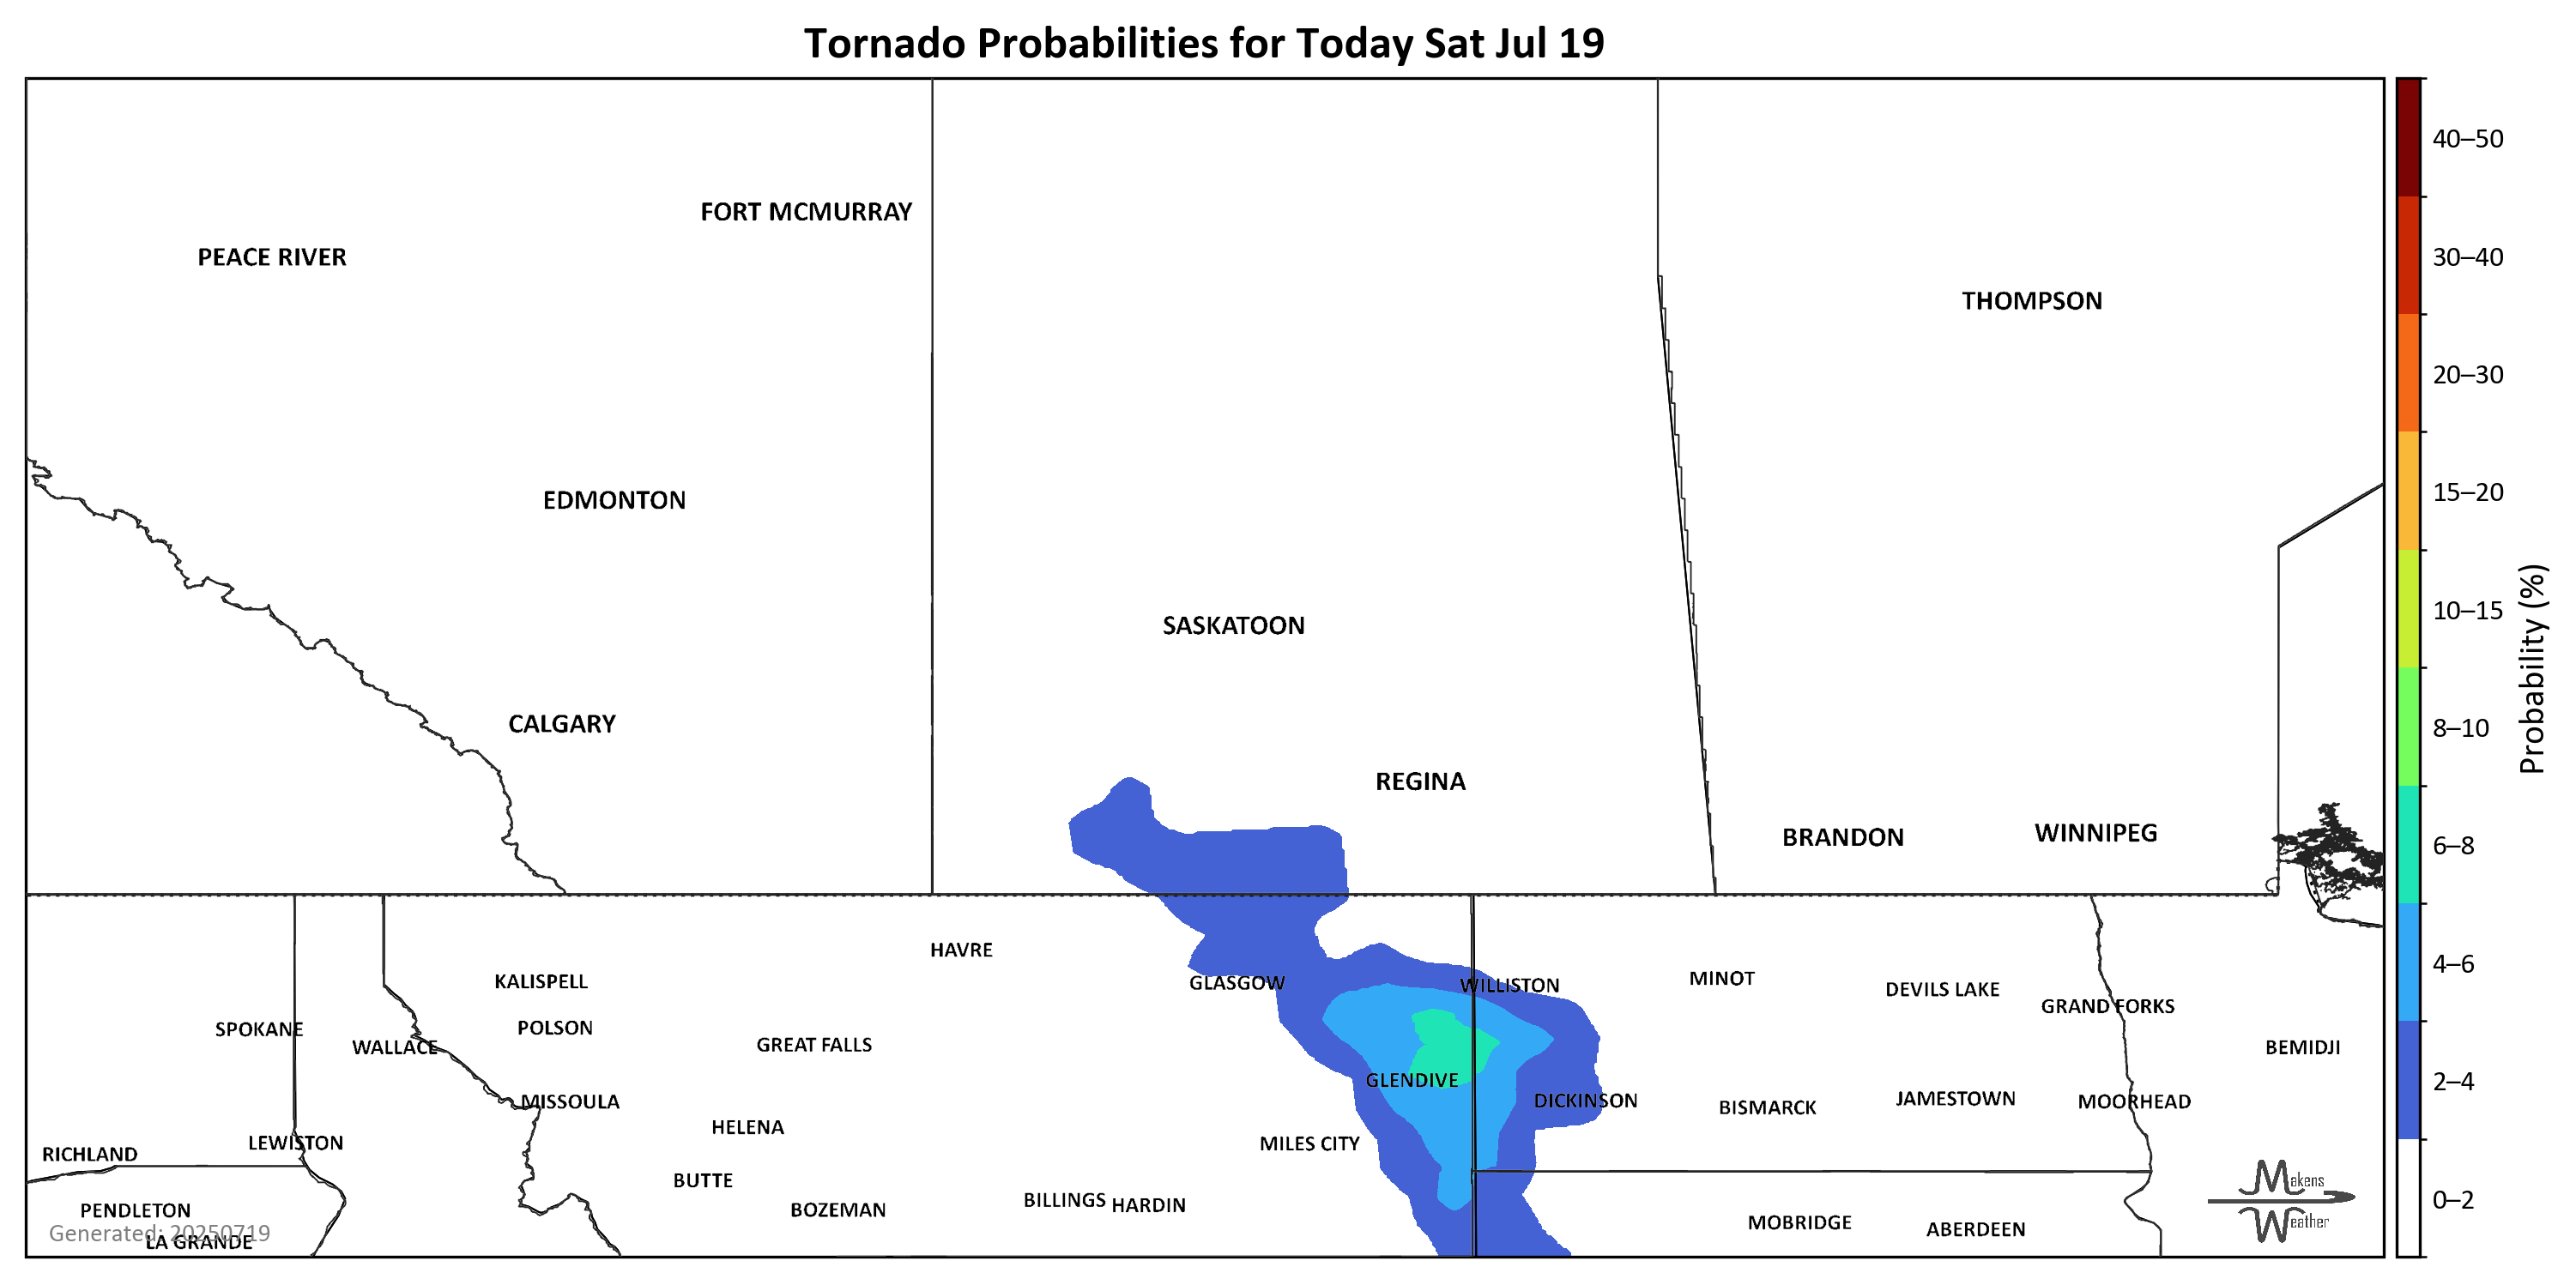 Tornado Probabilities for Today Sat Jul 19
FORT MCMURRAY
PEACE RIVER
THOMPSON
EDMONTON
SASKATOON
CALGARY
REGINA
BRANDON
WINNIPEG
HAVRE
KALISPELL
GLASGOW
WILLISTON
MINOT
DEVILS LAKE
GRAND FORKS
SPOKANE
POLSON
WALLACE
GREAT FALLS
BEMIDJI
GLENDIVE
MISSOULA
DICKINSON
BISMARCK
JAMESTOWN
MOORHEAD
HELENA
LEWISTON
MILES CITY
RICHLAND
BUTTE
BILLINGS
HARDIN
PENDLETON
BOZEMAN
MOBRIDGE
ABERDEEN
Generated: 20250719
LA GRANDE
Makens
Weather
40–50
30–40
20–30
15–20
10–15
8–10
6–8
4–6
2–4
0–2
Probability (%)